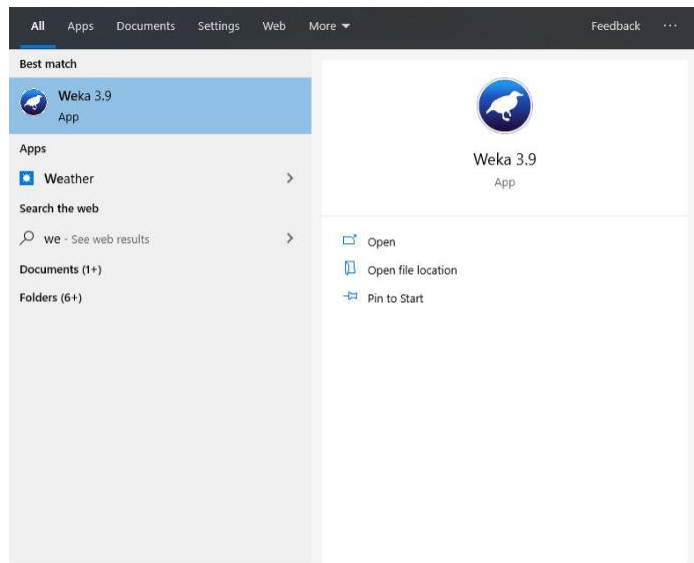 All Apps Documents Settings Web More Feedback ...
Best match
Weka 3.9
App
Apps
Weather
Search the web
we - See web results
Documents (1+)
Folders (6+)
Weka 3.9
App
Open
Open file location
Pin to Start